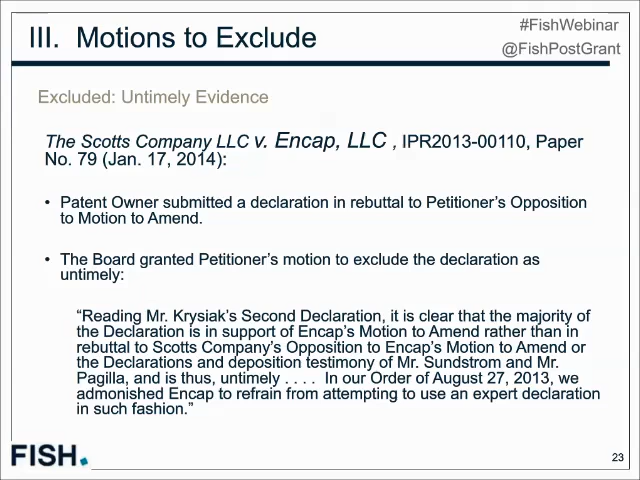 III. Motions to Exclude
#FishWebinar
@FishPostGrant
Excluded: Untimely Evidence
The Scotts Company LLC v. Encap, LLC , IPR2013-00110, Paper
No. 79 (Jan. 17, 2014):
• Patent Owner submitted a declaration in rebuttal to Petitioner's Opposition
to Motion to Amend.
• The Board granted Petitioner's motion to exclude the declaration as
untimely:
"Reading Mr. Krysiak's Second Declaration, it is clear that the majority of
the Declaration is in support of Encap's Motion to Amend rather than in
rebuttal to Scotts Company's Opposition to Encap's Motion to Amend or
the Declarations and deposition testimony of Mr. Sundstrom and Mr.
Pagilla, and is thus, untimely . . . . In our Order of August 27, 2013, we
admonished Encap to refrain from attempting to use an expert declaration
in such fashion."
FISH.
23